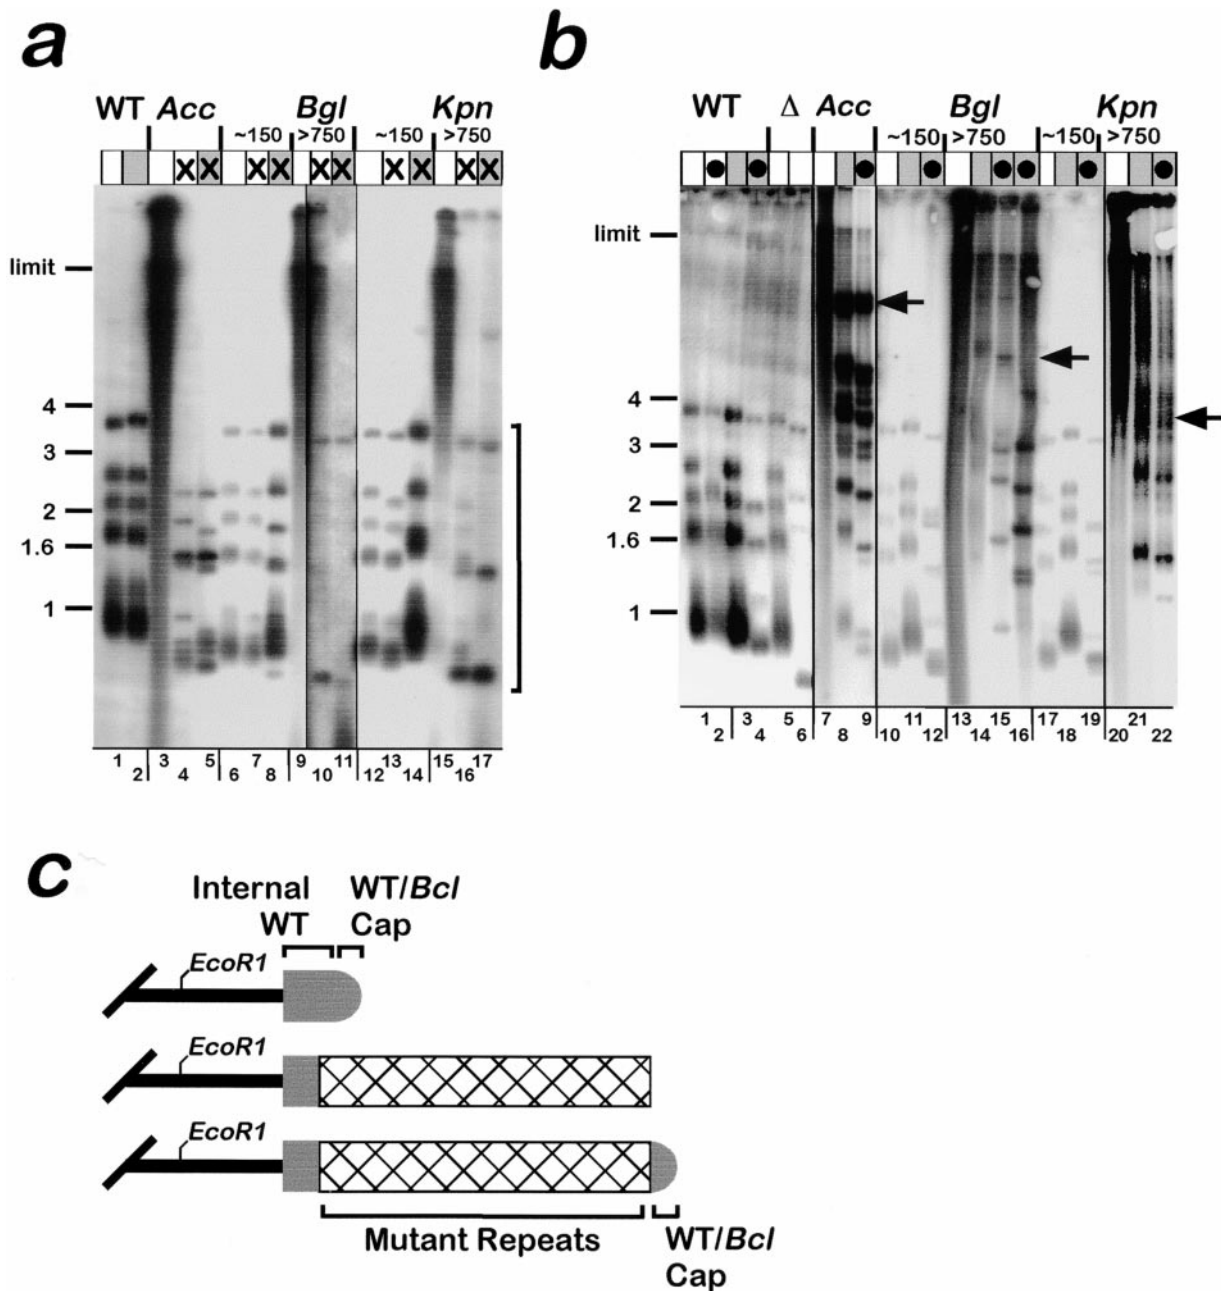 a
WT Acc Bgl Kpn
~150 >750 ~150 >750
X X X X X X X X X X
limit
4
3
2
1.6
1
1 3 5 7 9 11 13 15 17
2 4 6 8 10 12 14 16
b
WT Δ Acc Bgl Kpn
~150 >750 ~150 >750
limit
4
3
2
1.6
1
1 3 5 7 9 11 13 15 17 19 21
2 4 6 8 10 12 14 16 18 20 22
c
Internal WT/Bcl
WT Cap
EcoR1
EcoR1
EcoR1
Mutant Repeats WT/Bcl
Cap